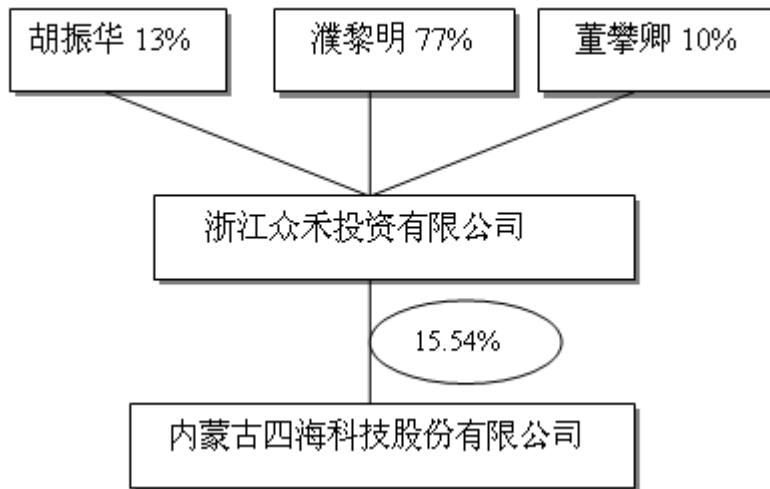 胡振华 13%
濮黎明 77%
董攀卿 10%
浙江众禾投资有限公司
15.54%
内蒙古四海科技股份有限公司